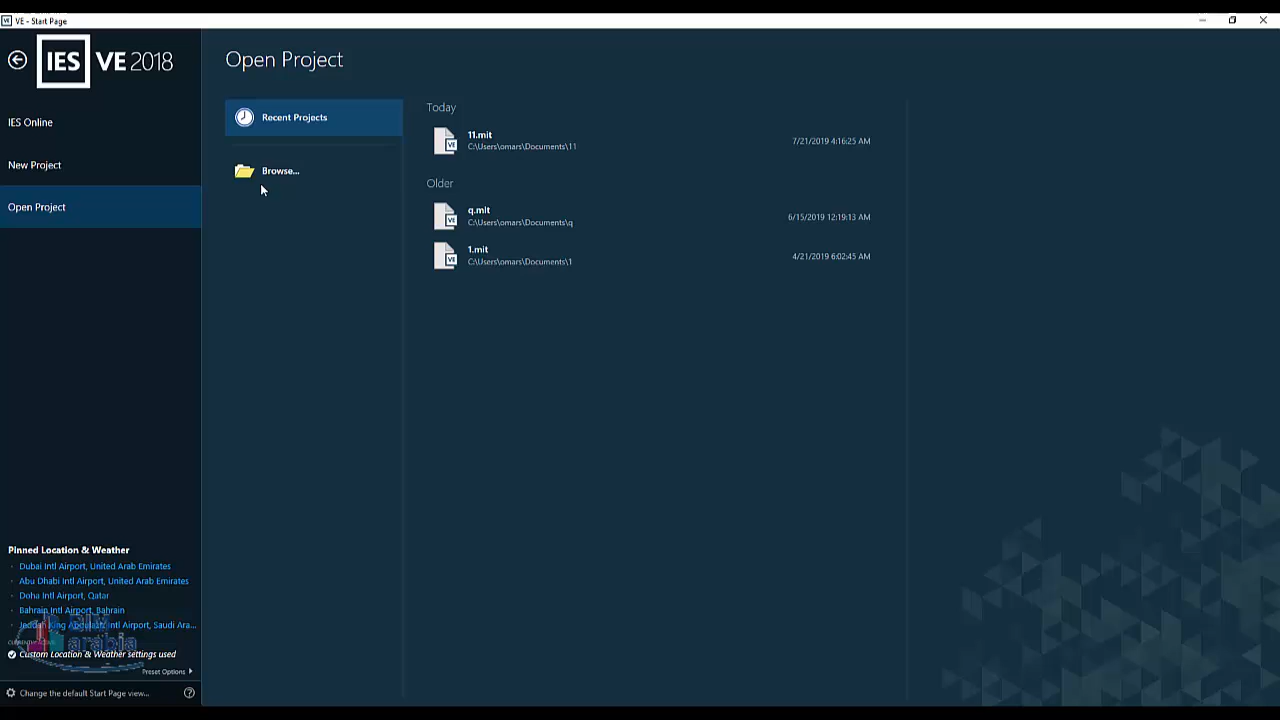 VE - Start Page
IES VE 2018
IES Online
New Project
Open Project
Open Project
Recent Projects
Browse...
Today
11.mit
C:\Users\omars\Documents\11
7/21/2019 4:16:25 AM
Older
q.mit
C:\Users\omars\Documents\q
6/15/2019 12:19:13 AM
1.mit
C:\Users\omars\Documents\1
4/21/2019 6:02:45 AM
Pinned Location & Weather
Dubai Intl Airport, United Arab Emirates
Abu Dhabi Intl Airport, United Arab Emirates
Doha Intl Airport, Qatar
Bahrain Intl Airport, Bahrain
Jeddah King Abdulaziz Intl Airport, Saudi Ara...
BIM
arabia
Custom Location & Weather settings used
Preset Options
Change the default Start Page view...